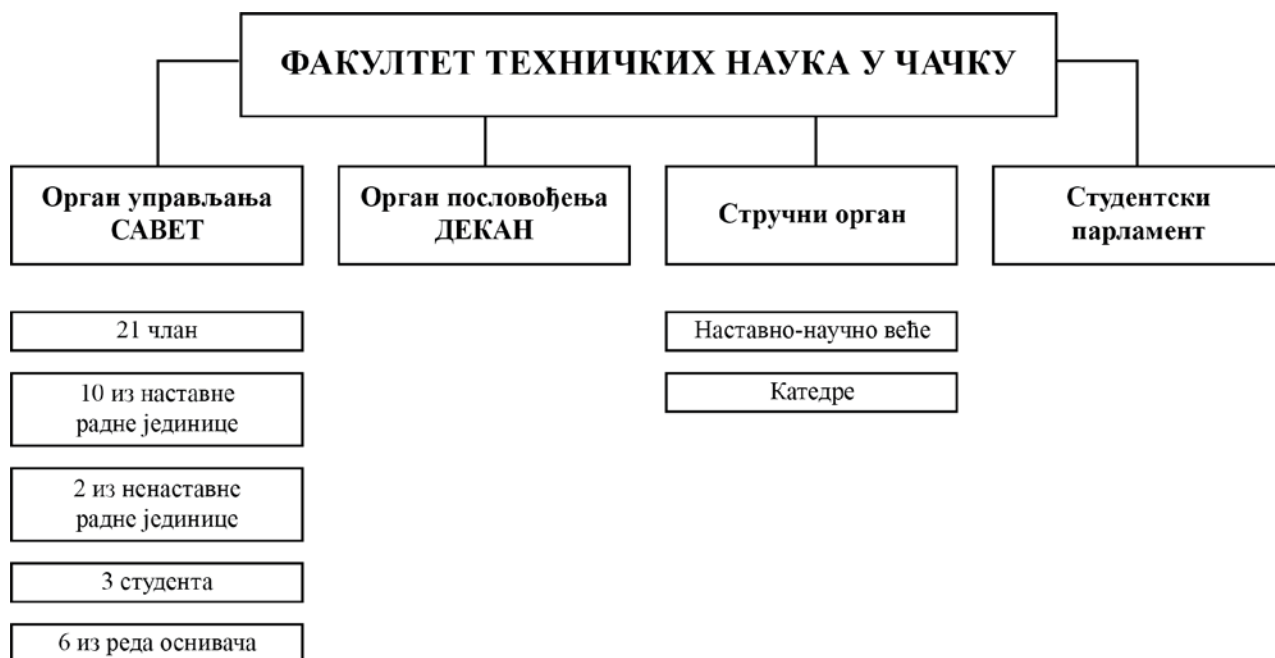 ФАКУЛТЕТ ТЕХНИЧКИХ НАУКА У ЧАЧКУ
Орган управљања
САВЕТ
Орган пословођења
ДЕКАН
Стручни орган
Студентски
парламент
21 члан
10 из наставне
радне јединице
2 из ненаставне
радне јединице
3 студента
6 из реда оснивача
Наставно-научно веће
Катедре